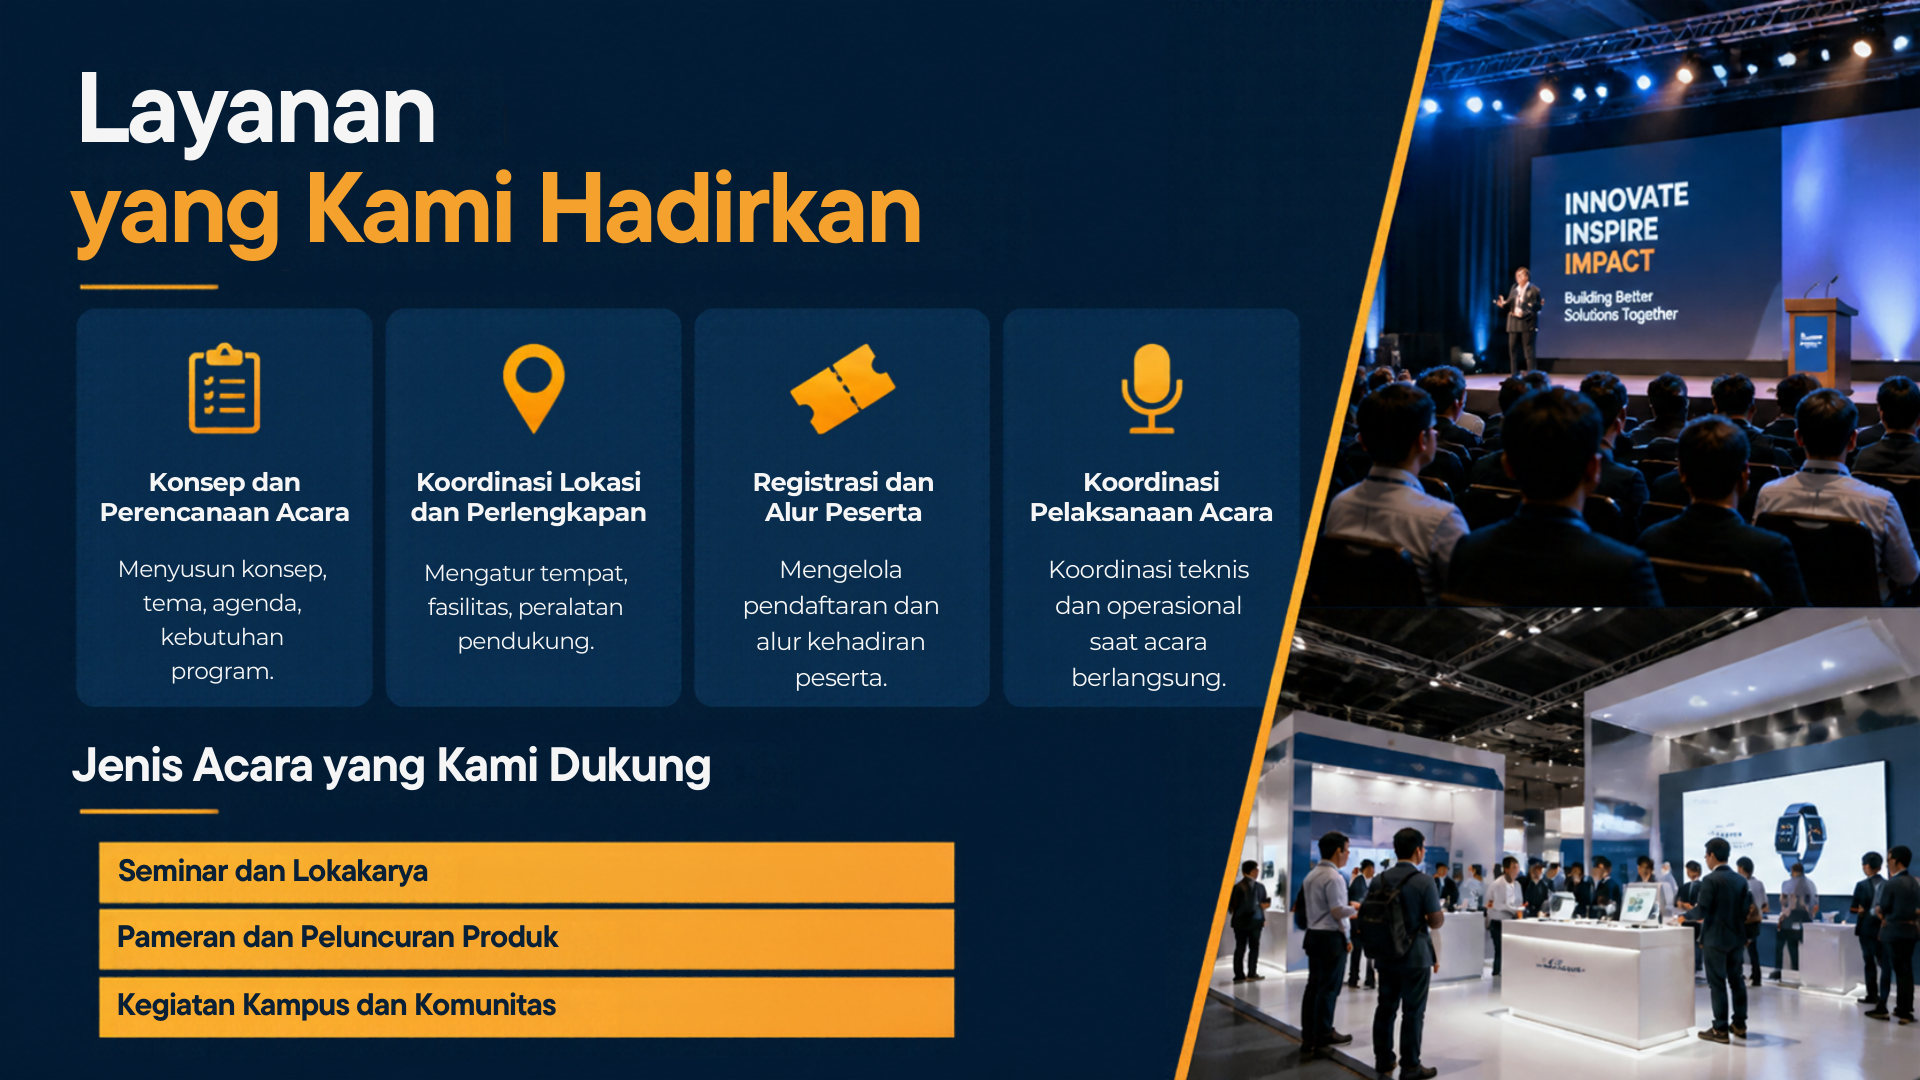 Layanan
yang Kami Hadirkan
Konsep dan
Perencanaan Acara
Menyusun konsep,
tema, agenda,
kebutuhan
program.
Koordinasi Lokasi
dan Perlengkapan
Mengatur tempat,
fasilitas, peralatan
pendukung.
Registrasi dan
Alur Peserta
Mengelola
pendaftaran dan
alur kehadiran
peserta.
Koordinasi
Pelaksanaan Acara
Koordinasi teknis
dan operasional
saat acara
berlangsung.
Jenis Acara yang Kami Dukung
Seminar dan Lokakarya
Pameran dan Peluncuran Produk
Kegiatan Kampus dan Komunitas
INNOVATE
INSPIRE
IMPACT
Building Better
Solutions Together